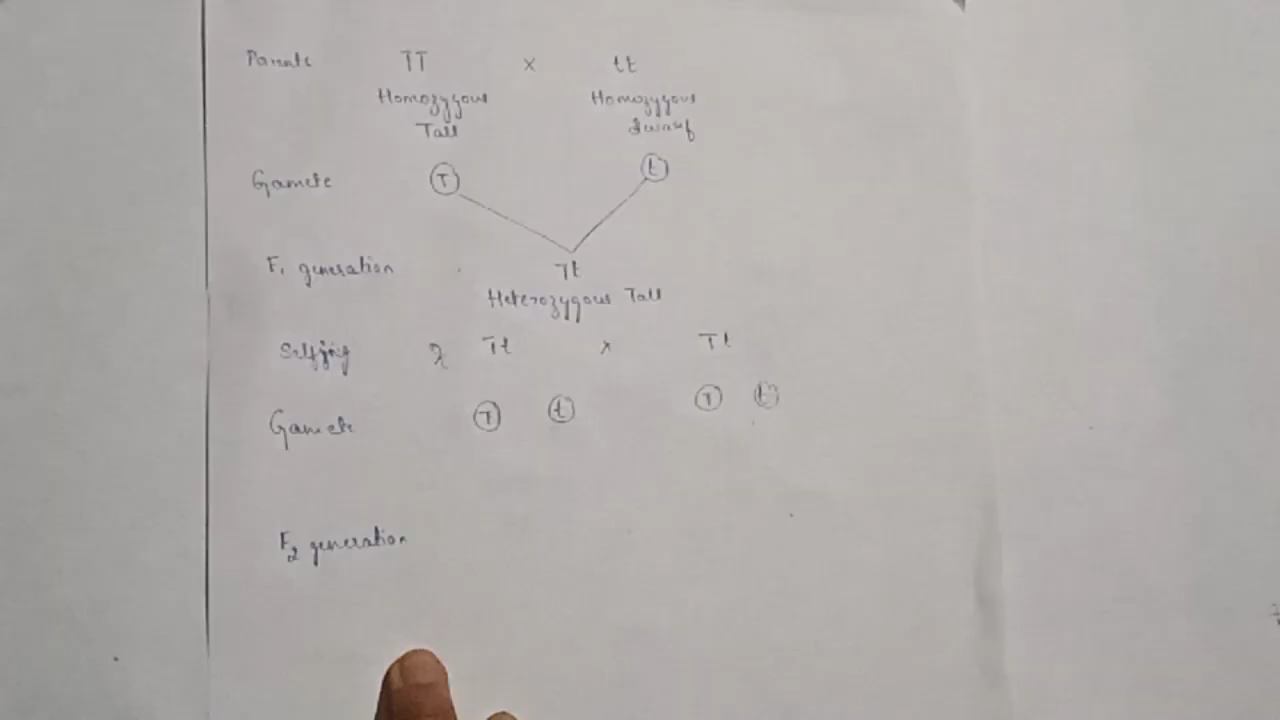 Parents TT x tt
Homozygous Homozygous
Tall dwarf
Gamete T t
F1 generation Tt
Heterozygous Tall
Selfing Tt x Tt
Gamete T t T t
F2 generation